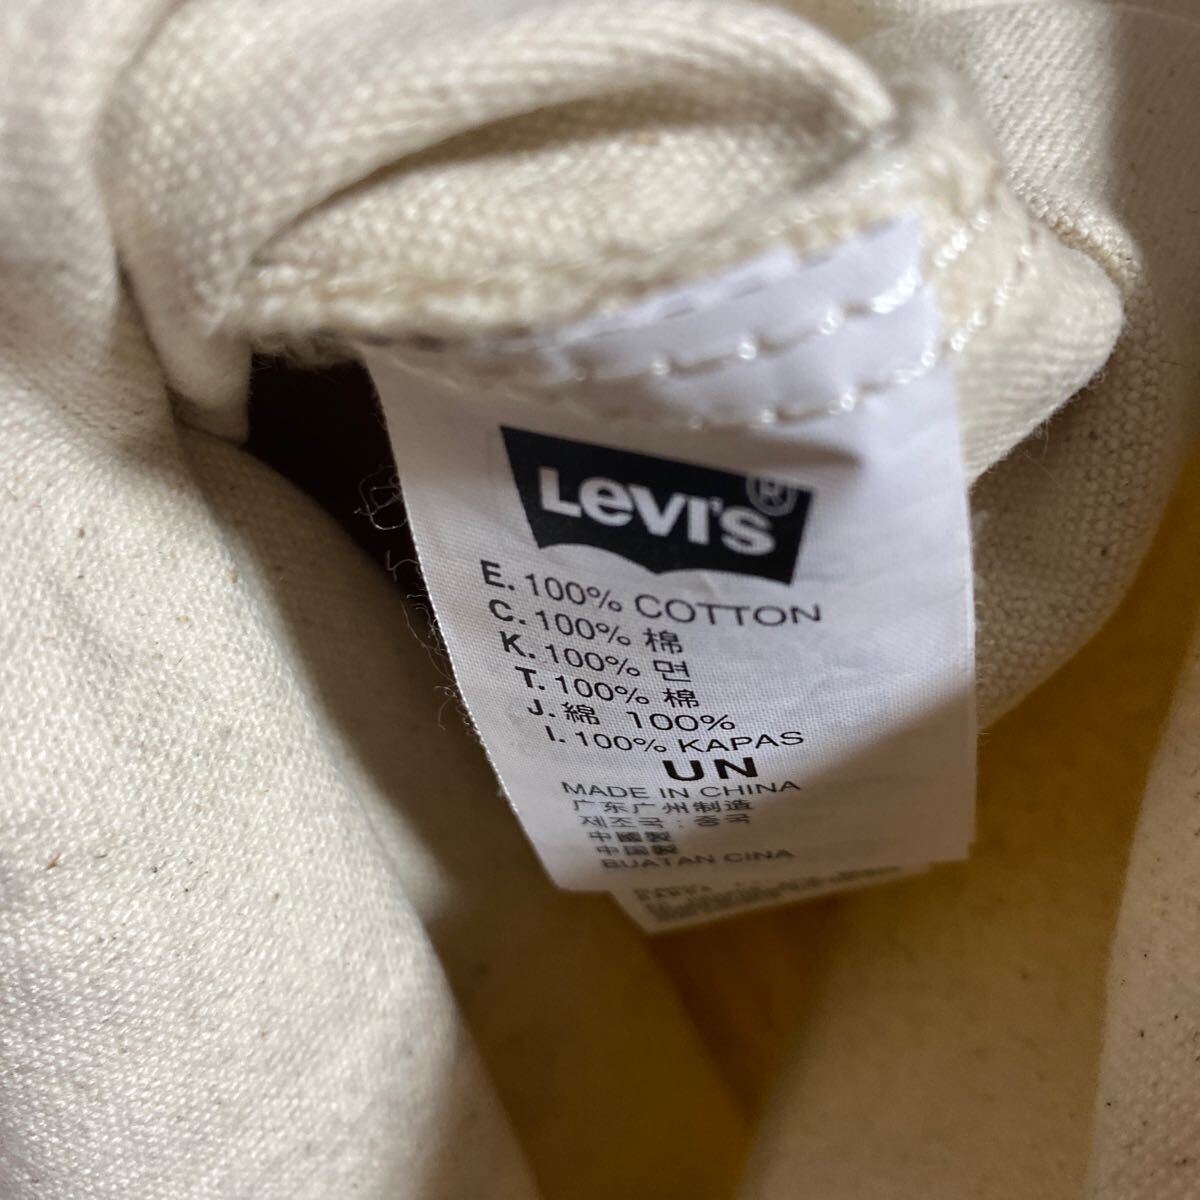 Levi's®
E. 100% COTTON
C. 100% 棉
K. 100% 면
T. 100% 棉
J. 綿 100%
I. 100% KAPAS
UN
MADE IN CHINA
广东广州制造
제조국 : 중국
中國製
中国製
BUATAN CINA